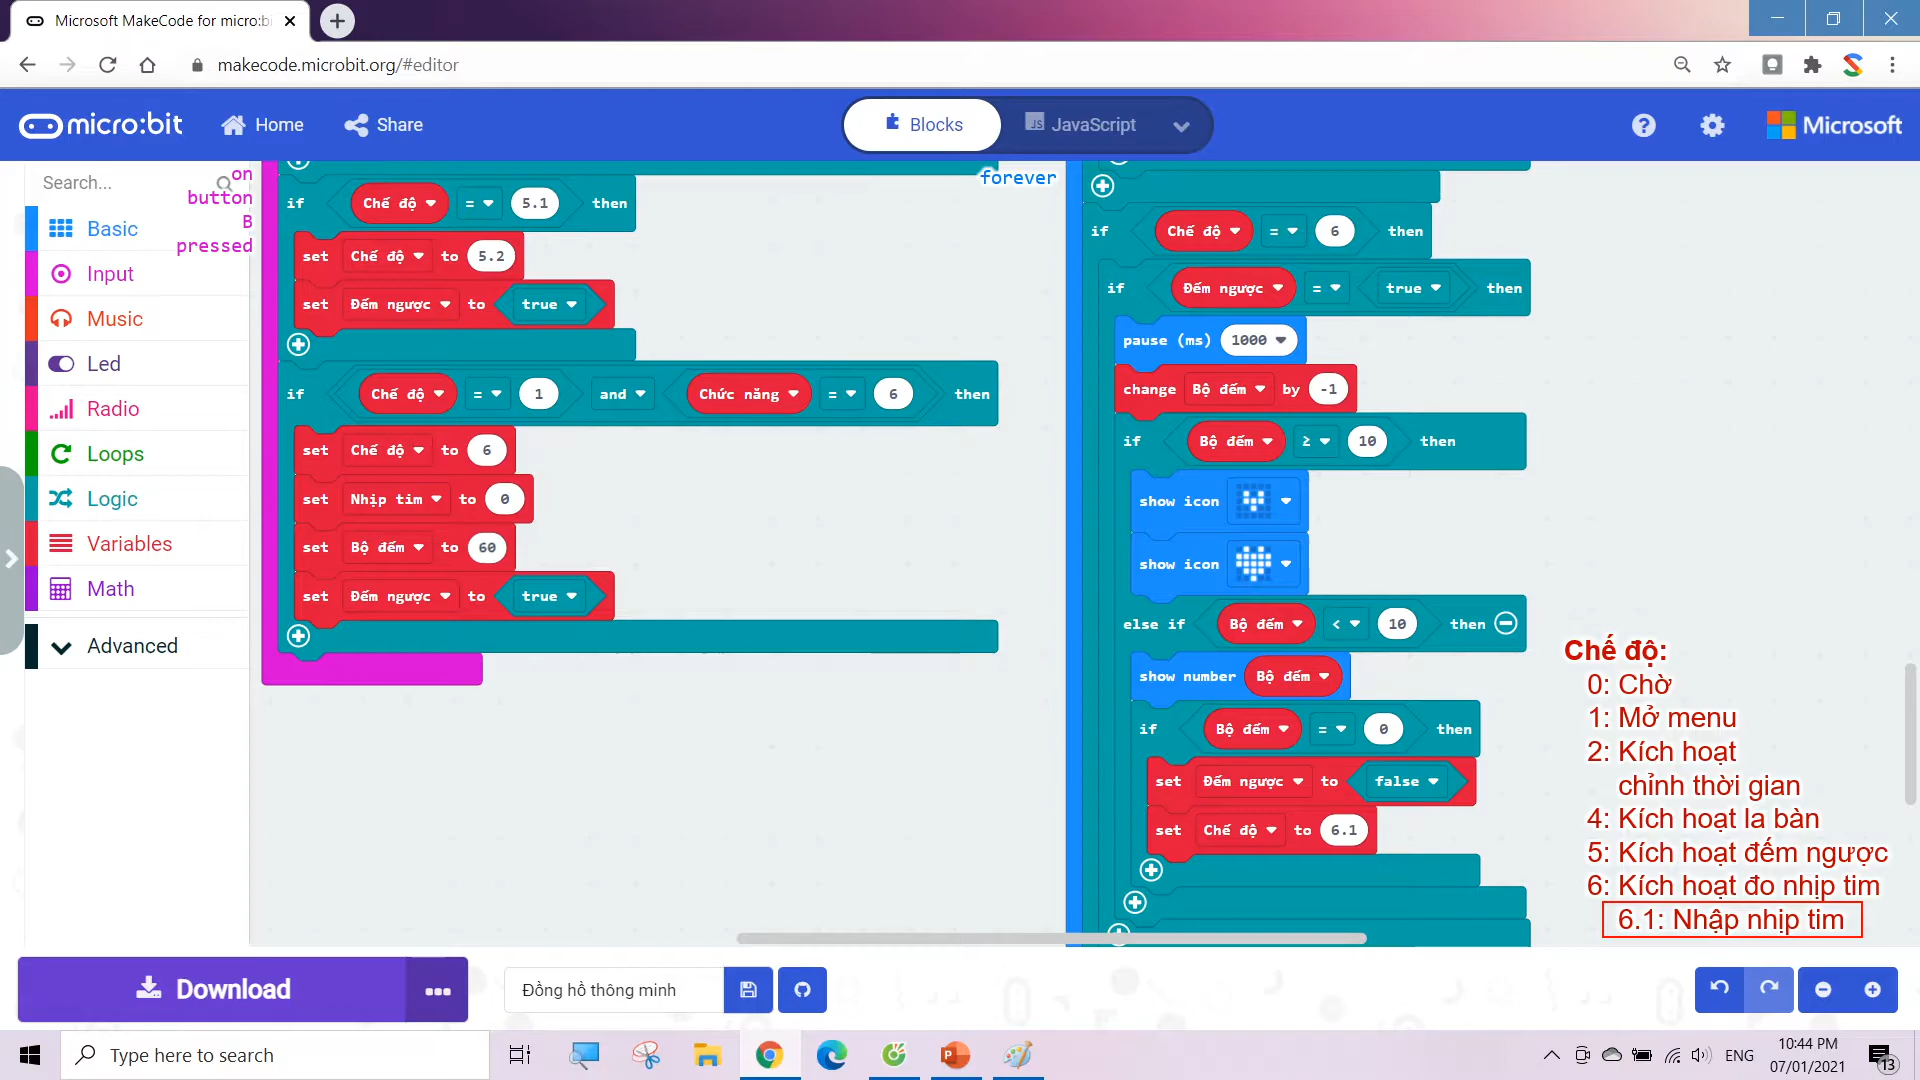 Microsoft MakeCode for micro:bi
makecode.microbit.org/#editor
micro:bit
Home
Share
Blocks
JS
JavaScript
?
Microsoft
Search...
Basic
Input
Music
Led
Radio
Loops
Logic
Variables
Math
Advanced
on
button
B
pressed
if Chế độ = 5.1 then
set Chế độ to 5.2
set Đếm ngược to true
if Chế độ = 1 and Chức năng = 6 then
set Chế độ to 6
set Nhịp tim to 0
set Bộ đếm to 60
set Đếm ngược to true
forever
if Chế độ = 6 then
if Đếm ngược = true then
pause (ms) 1000
change Bộ đếm by -1
if Bộ đếm ≥ 10 then
show icon
show icon
else if Bộ đếm < 10 then
show number Bộ đếm
if Bộ đếm = 0 then
set Đếm ngược to false
set Chế độ to 6.1
Chế độ:
0: Chờ
1: Mở menu
2: Kích hoạt
chỉnh thời gian
4: Kích hoạt la bàn
5: Kích hoạt đếm ngược
6: Kích hoạt đo nhịp tim
6.1: Nhập nhịp tim
Download
Đồng hồ thông minh
Type here to search
ENG
10:44 PM
07/01/2021
13